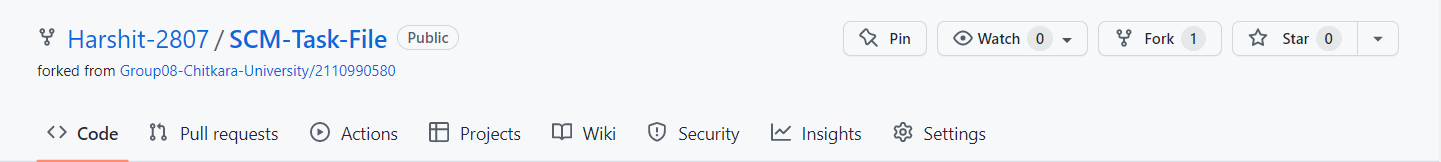 Harshit-2807 / SCM-Task-File Public Pin Watch 0 Fork 1 Star 0
forked from Group08-Chitkara-University/2110990580
Code Pull requests Actions Projects Wiki Security Insights Settings